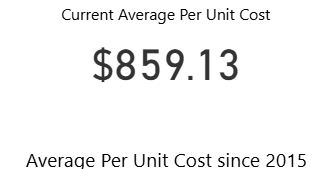 Current Average Per Unit Cost
$859.13
Average Per Unit Cost since 2015